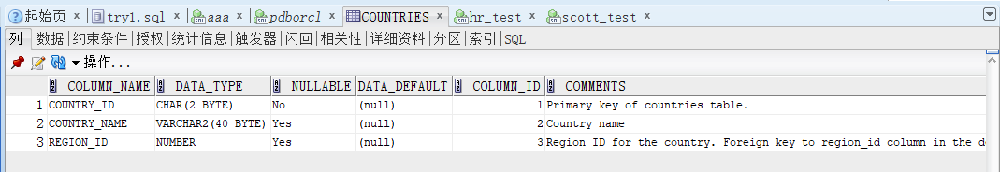 起始页 try1.sql aaa pdborcl COUNTRIES hr_test scott_test
列 数据 约束条件 授权 统计信息 触发器 闪回 相关性 详细资料 分区 索引 SQL
操作...
COLUMN_NAME DATA_TYPE NULLABLE DATA_DEFAULT COLUMN_ID COMMENTS
1 COUNTRY_ID CHAR(2 BYTE) No (null) 1 Primary key of countries table.
2 COUNTRY_NAME VARCHAR2(40 BYTE) Yes (null) 2 Country name
3 REGION_ID NUMBER Yes (null) 3 Region ID for the country. Foreign key to region_id column in the de